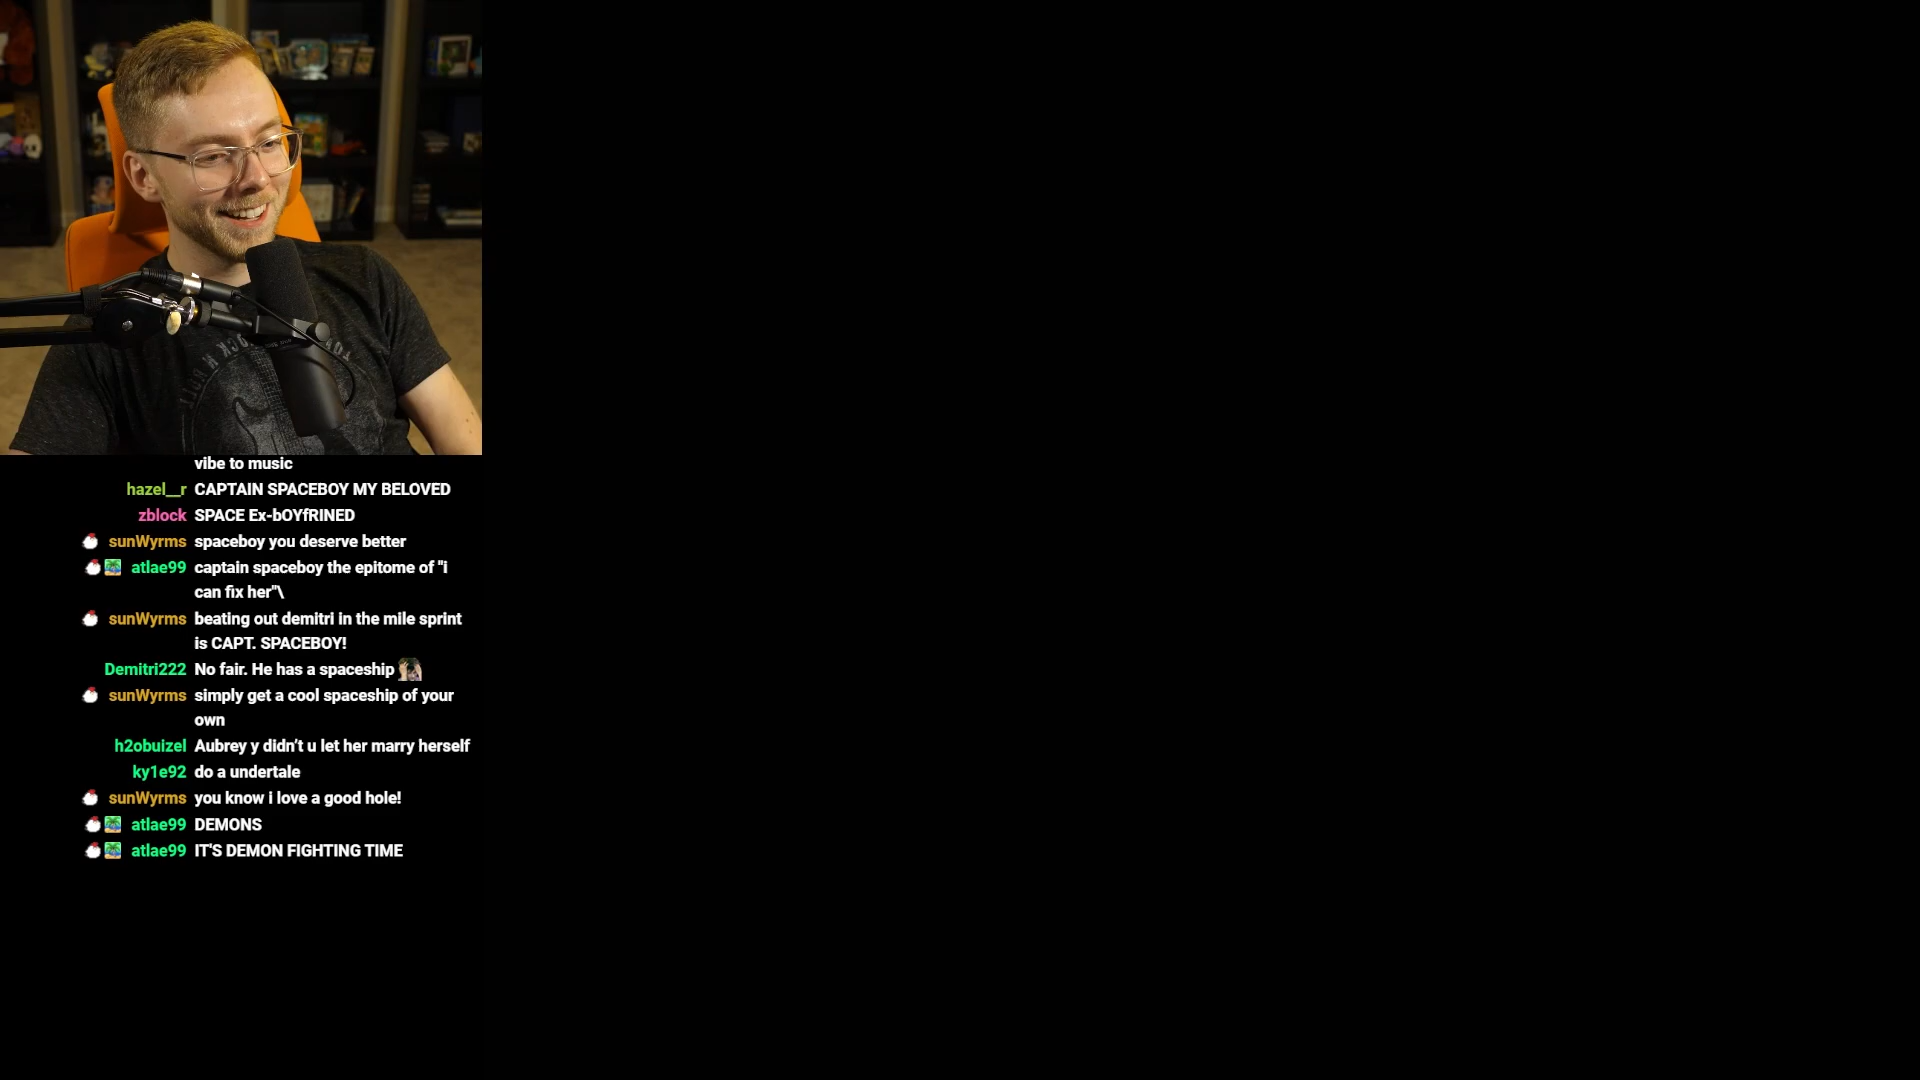 vibe to music
hazel__r CAPTAIN SPACEBOY MY BELOVED
zblock SPACE Ex-bOYfRINED
sunWyrms spaceboy you deserve better
atlae99 captain spaceboy the epitome of "i
can fix her"\
sunWyrms beating out demitri in the mile sprint
is CAPT. SPACEBOY!
Demitri222 No fair. He has a spaceship
sunWyrms simply get a cool spaceship of your
own
h2obuizel Aubrey y didn’t u let her marry herself
ky1e92 do a undertale
sunWyrms you know i love a good hole!
atlae99 DEMONS
atlae99 IT'S DEMON FIGHTING TIME